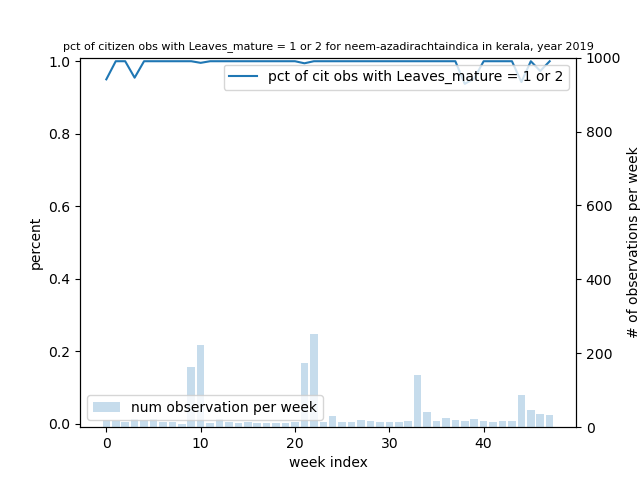 pct of citizen obs with Leaves_mature = 1 or 2 for neem-azadirachtaindica in kerala, year 2019
pct of cit obs with Leaves_mature = 1 or 2
1.0
0.8
0.6
0.4
0.2
0.0
percent
1000
800
600
400
200
0
# of observations per week
num observation per week
0 10 20 30 40
week index